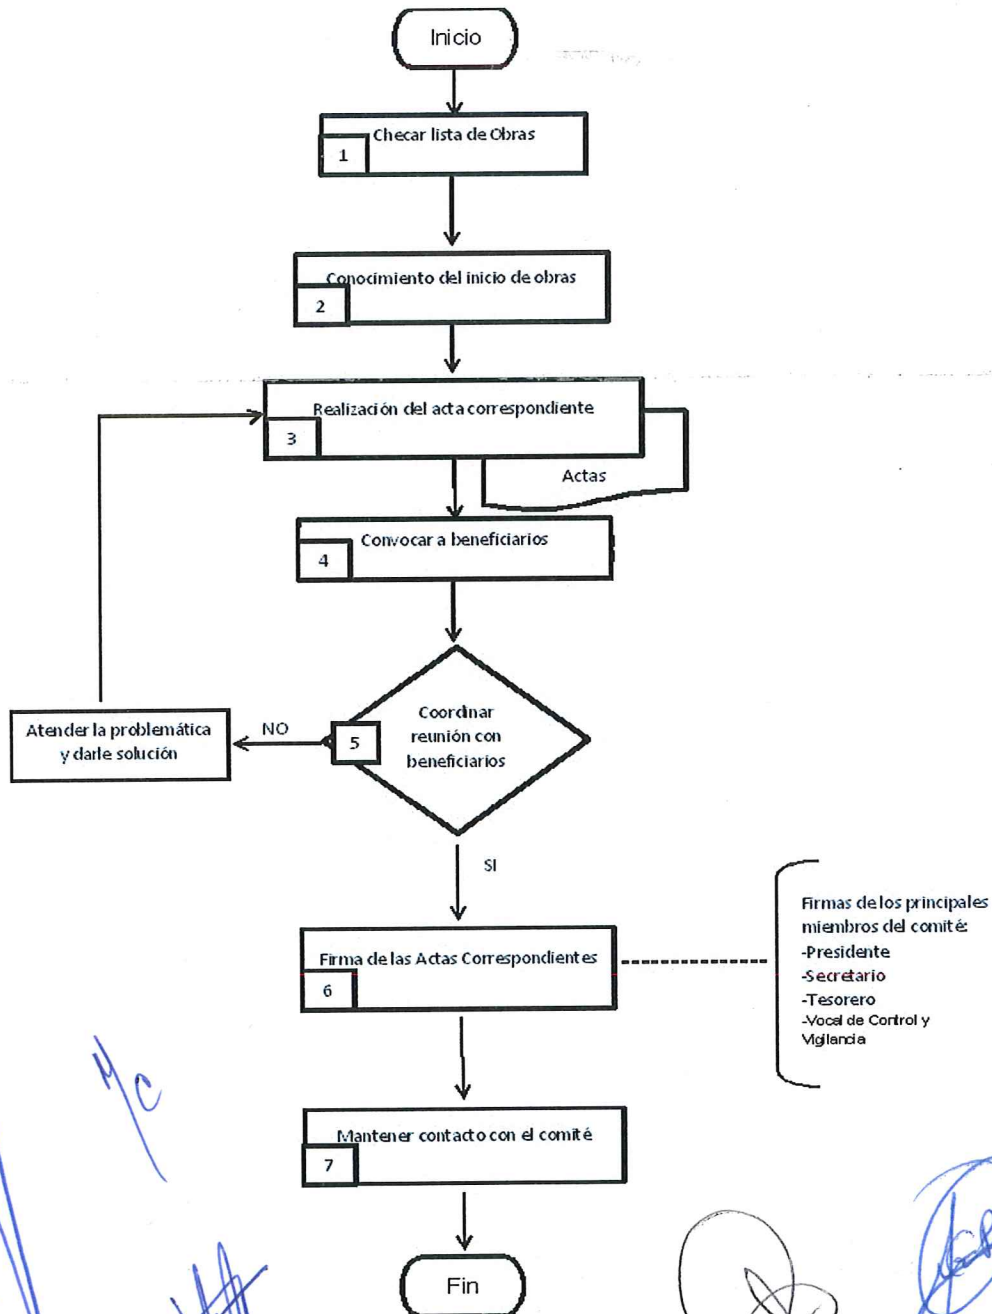 Inicio
Checar lista de Obras
1
Conocimiento del inicio de obras
2
Realización del acta correspondiente
3
Actas
Convocar a beneficiarios
4
Coordinar
reunión con
beneficiarios
5
NO
Atender la problemática
y darle solución
SI
Firma de las Actas Correspondientes
6
Firmas de los principales
miembros del comité:
-Presidente
-Secretario
-Tesorero
-Vocal de Control y
Vigilancia
Mantener contacto con el comité
7
Fin